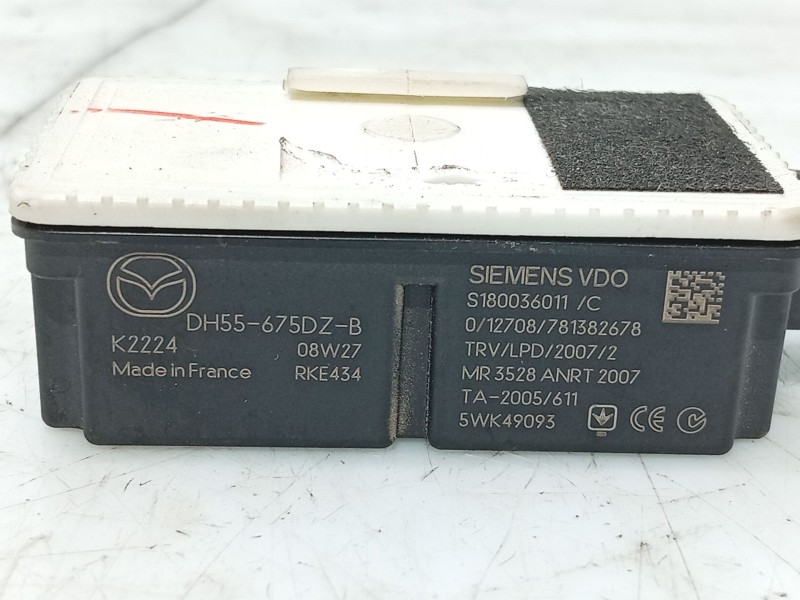 DH55-675DZ-B
K2224 08W27
Made in France RKE434
SIEMENS VDO
S180036011 /C
0/12708/781382678
TRV/LPD/2007/2
MR 3528 ANRT 2007
TA-2005/611
5WK49093 CE